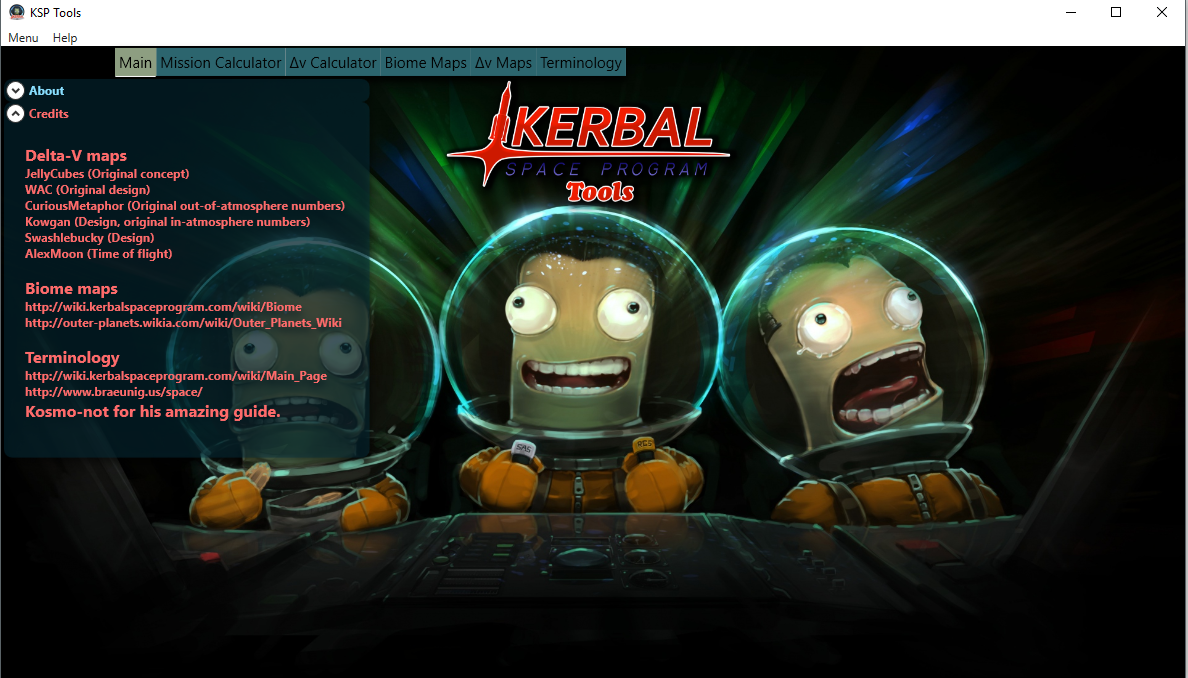 KSP Tools
Menu Help
Main Mission Calculator Δv Calculator Biome Maps Δv Maps Terminology
About
Credits
Delta-V maps
JellyCubes (Original concept)
WAC (Original design)
CuriousMetaphor (Original out-of-atmosphere numbers)
Kowgan (Design, original in-atmosphere numbers)
Swashlebucky (Design)
AlexMoon (Time of flight)
Biome maps
http://wiki.kerbalspaceprogram.com/wiki/Biome
http://outer-planets.wikia.com/wiki/Outer_Planets_Wiki
Terminology
http://wiki.kerbalspaceprogram.com/wiki/Main_Page
http://www.braeunig.us/space/
Kosmo-not for his amazing guide.
KERBAL
SPACE PROGRAM
Tools
SAS
RCS